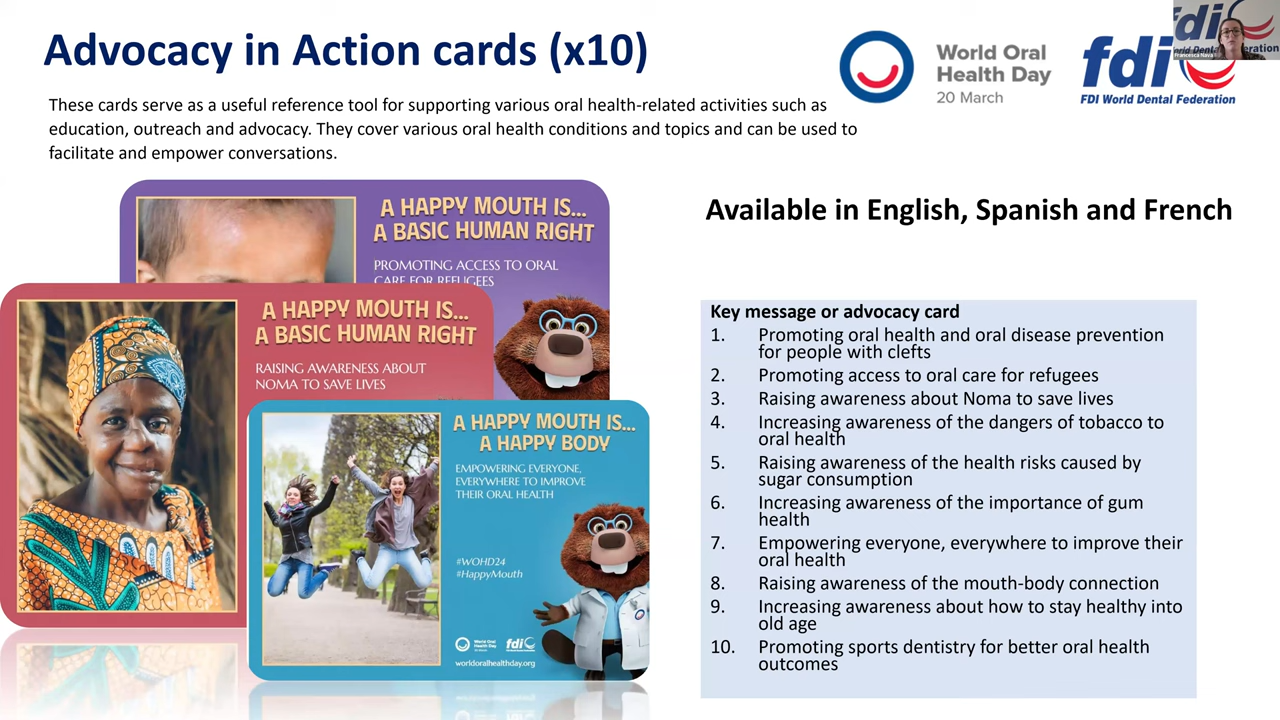 Advocacy in Action cards (x10)
World Oral
Health Day
20 March
fdi
FDI World Dental Federation
fdi
World Dental Federation
These cards serve as a useful reference tool for supporting various oral health-related activities such as
education, outreach and advocacy. They cover various oral health conditions and topics and can be used to
facilitate and empower conversations.
A HAPPY MOUTH IS...
A BASIC HUMAN RIGHT
PROMOTING ACCESS TO ORAL
CARE FOR REFUGEES
A HAPPY MOUTH IS...
A BASIC HUMAN RIGHT
RAISING AWARENESS ABOUT
NOMA TO SAVE LIVES
A HAPPY MOUTH IS...
A HAPPY BODY
EMPOWERING EVERYONE,
EVERYWHERE TO IMPROVE
THEIR ORAL HEALTH
#WOHD24
#HappyMouth
World Oral
Health Day
fdi
worldoralhealthday.org
Available in English, Spanish and French
Key message or advocacy card
1. Promoting oral health and oral disease prevention
for people with clefts
2. Promoting access to oral care for refugees
3. Raising awareness about Noma to save lives
4. Increasing awareness of the dangers of tobacco to
oral health
5. Raising awareness of the health risks caused by
sugar consumption
6. Increasing awareness of the importance of gum
health
7. Empowering everyone, everywhere to improve their
oral health
8. Raising awareness of the mouth-body connection
9. Increasing awareness about how to stay healthy into
old age
10. Promoting sports dentistry for better oral health
outcomes